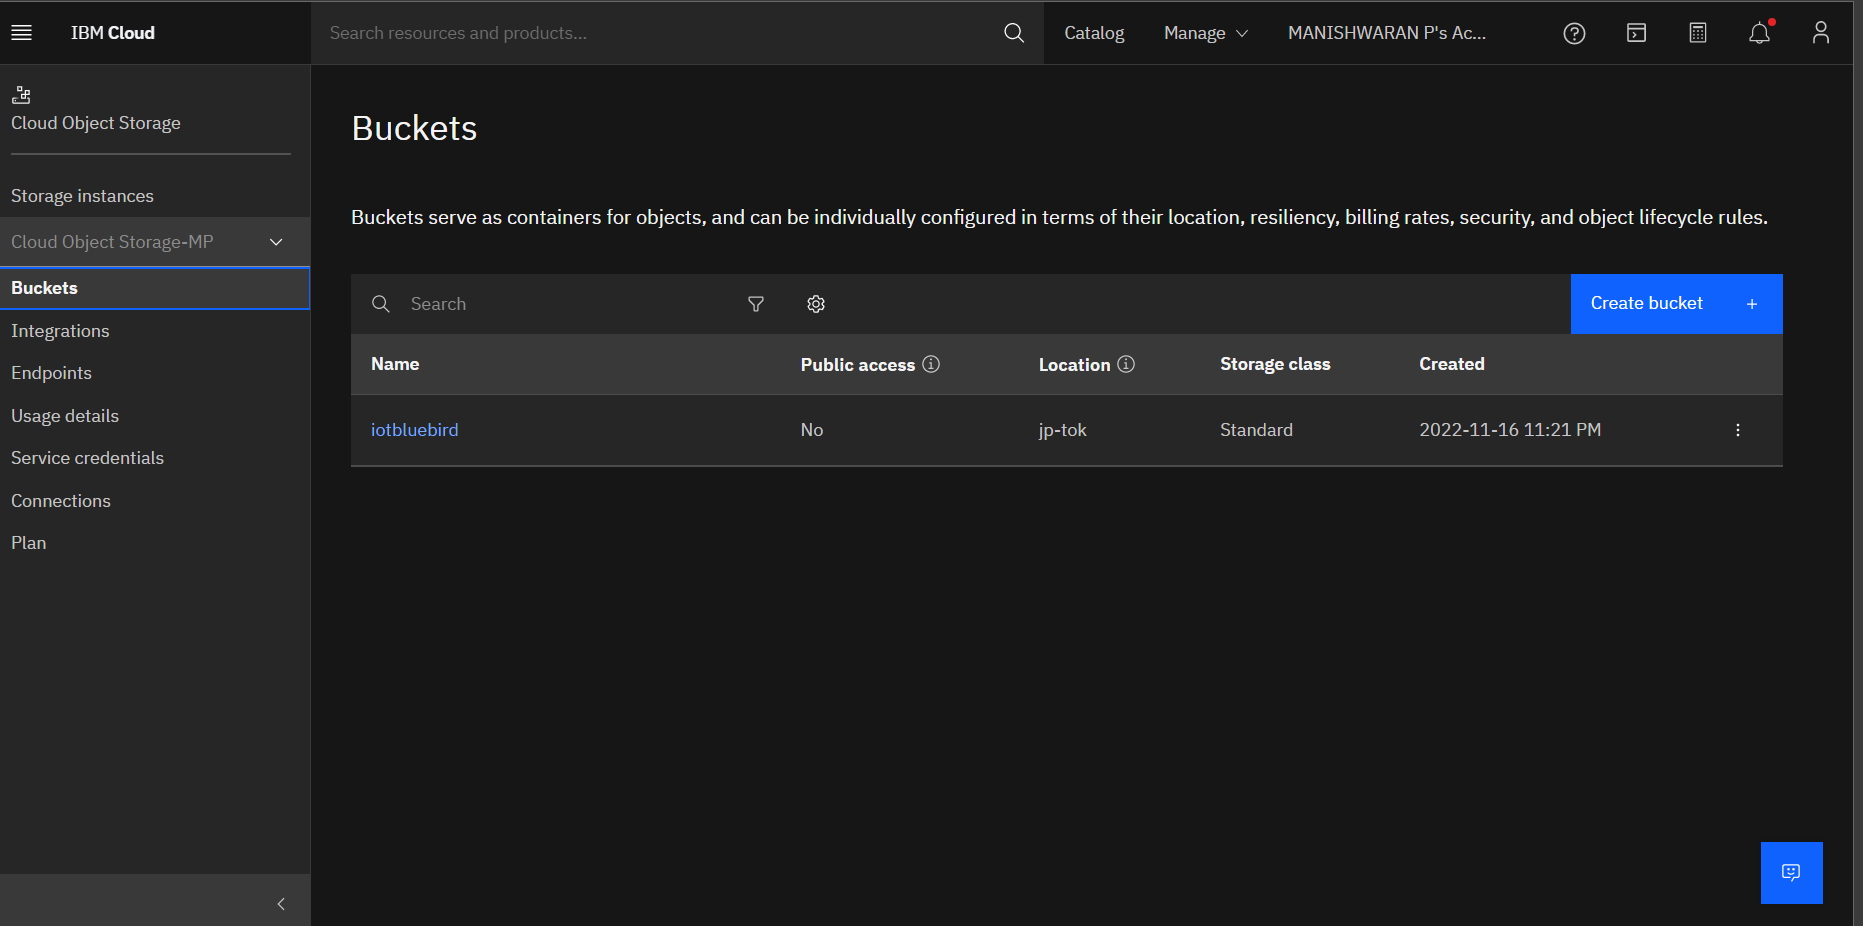 IBM Cloud
Search resources and products...
Catalog
Manage
MANISHWARAN P's Ac...
Cloud Object Storage
Storage instances
Cloud Object Storage-MP
Buckets
Integrations
Endpoints
Usage details
Service credentials
Connections
Plan
Buckets
Buckets serve as containers for objects, and can be individually configured in terms of their location, resiliency, billing rates, security, and object lifecycle rules.
Search
Create bucket +
Name Public access Location Storage class Created
iotbluebird No jp-tok Standard 2022-11-16 11:21 PM